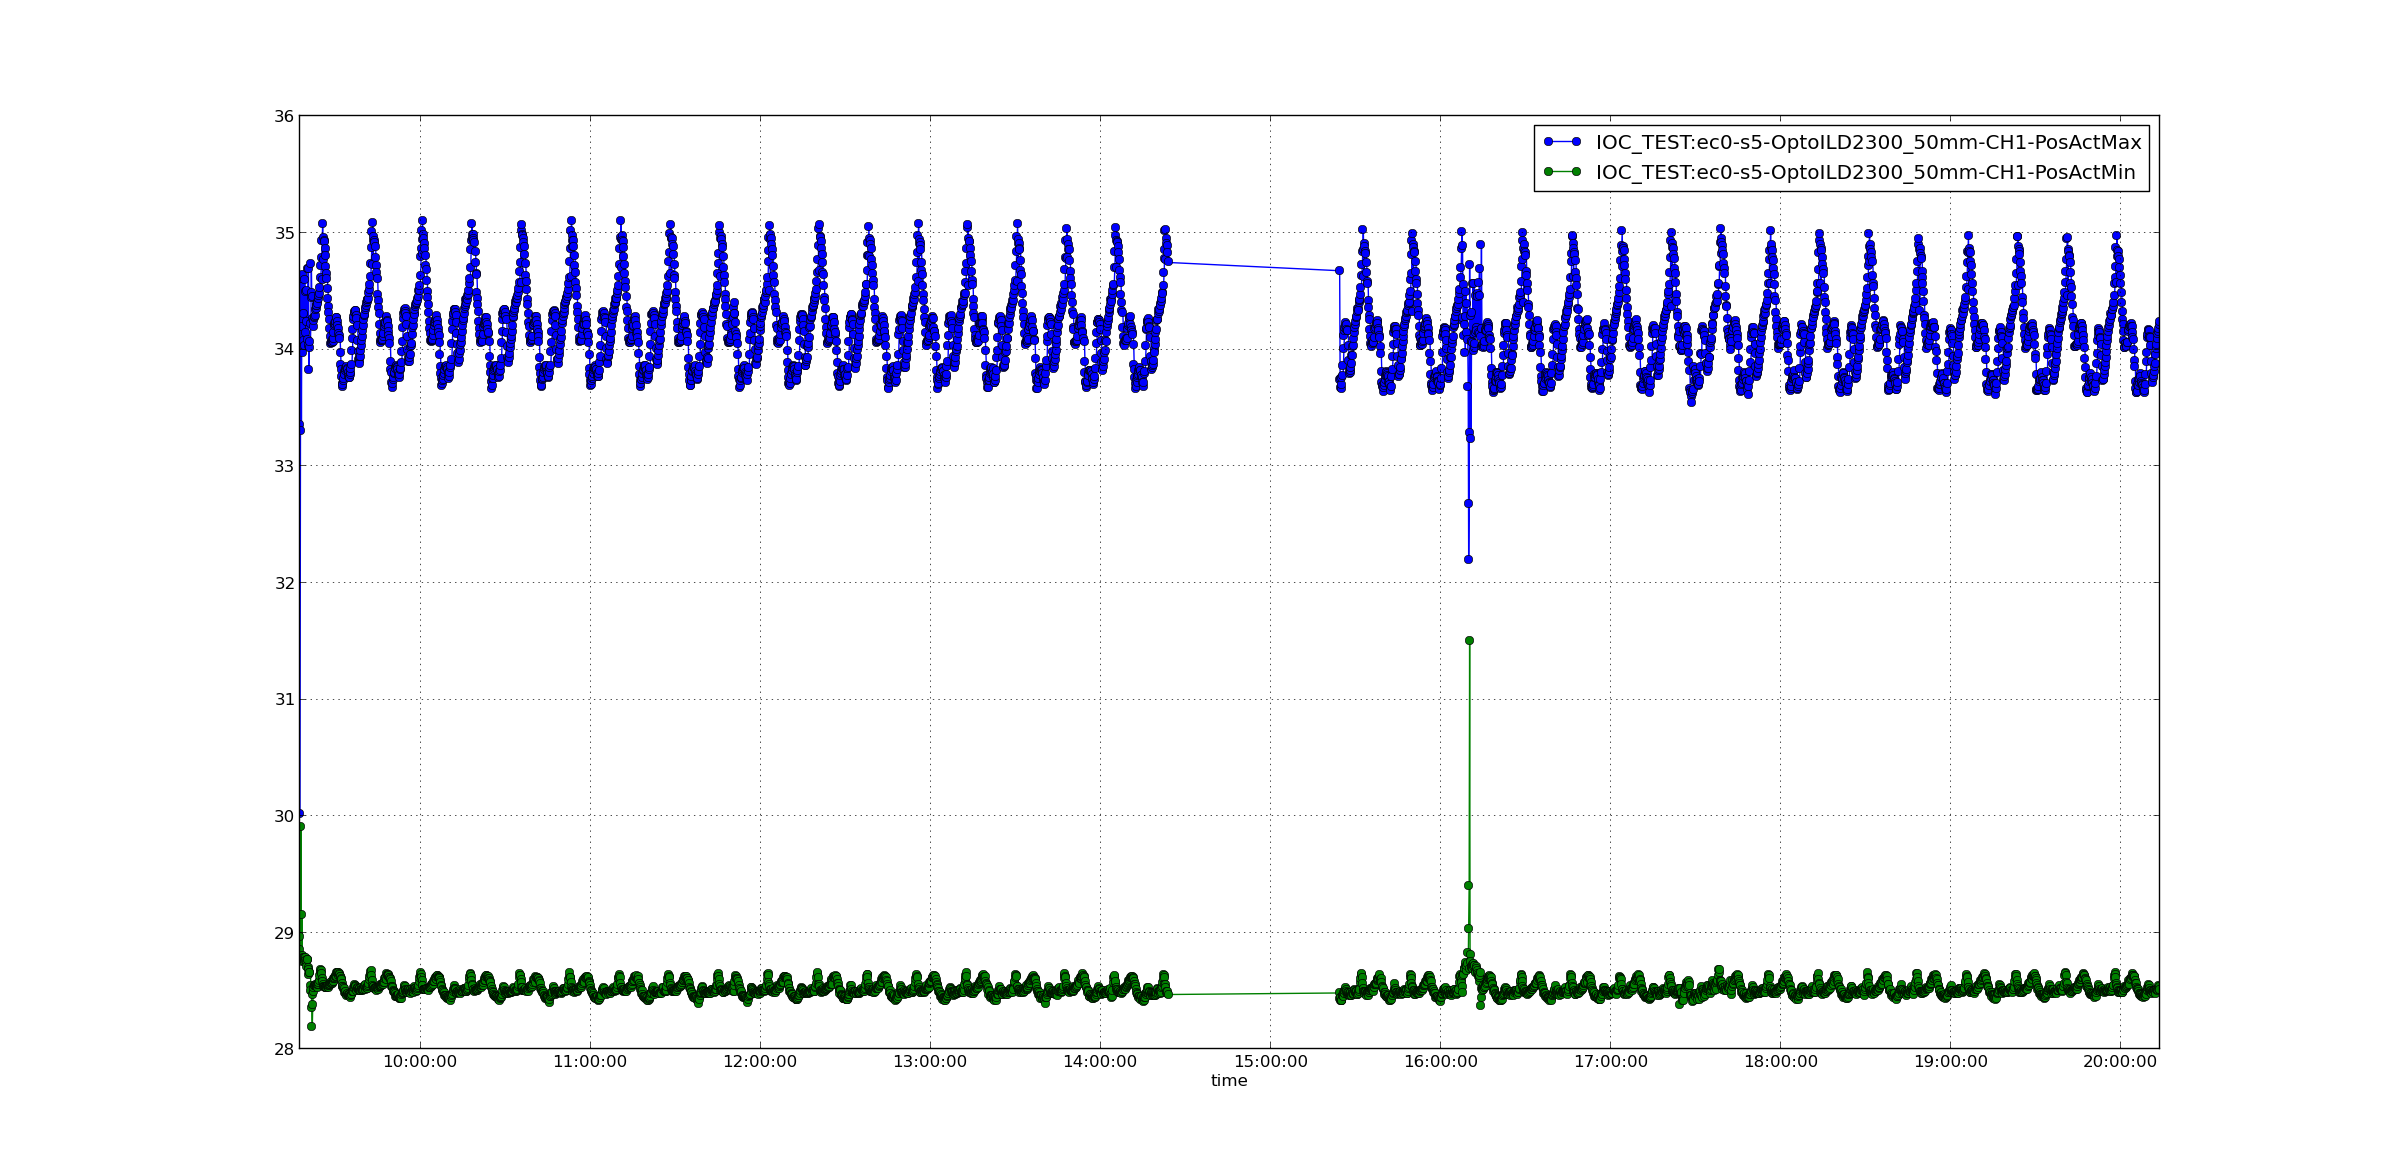 36
IOC_TEST:ec0-s5-OptoILD2300_50mm-CH1-PosActMax
IOC_TEST:ec0-s5-OptoILD2300_50mm-CH1-PosActMin
35
34
33
32
31
30
29
28
10:00:00 11:00:00 12:00:00 13:00:00 14:00:00 15:00:00 16:00:00 17:00:00 18:00:00 19:00:00 20:00:00
time